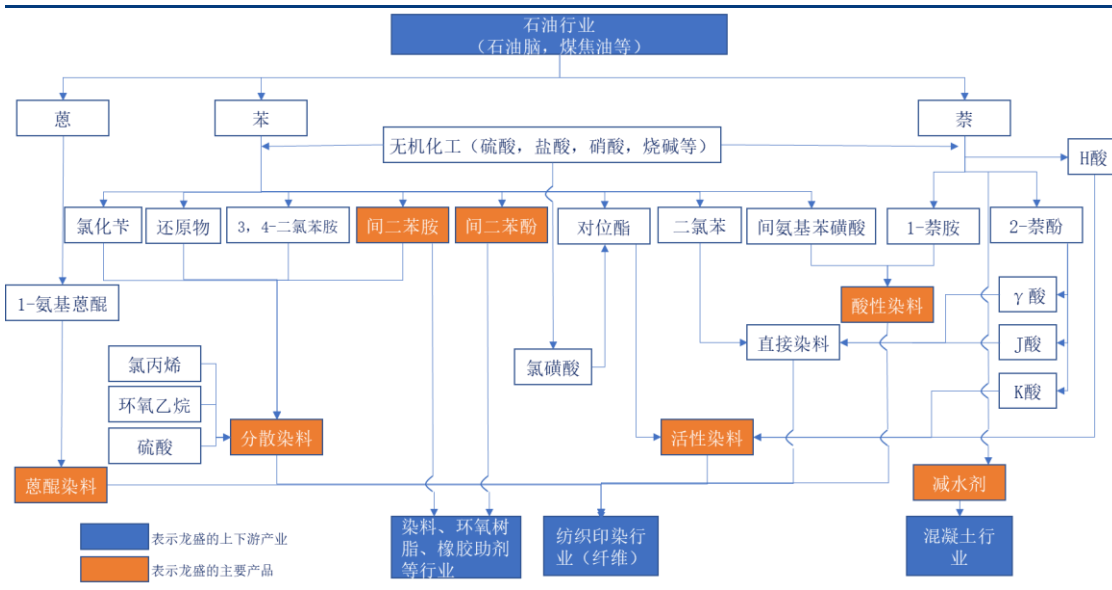 石油行业
（石油脑，煤焦油等）
蒽
苯
萘
无机化工（硫酸，盐酸，硝酸，烧碱等）
H酸
氯化苄
还原物
3，4-二氯苯胺
间二苯胺
间二苯酚
对位酯
二氯苯
间氨基苯磺酸
1-萘胺
2-萘酚
1-氨基蒽醌
γ酸
酸性染料
直接染料
J酸
氯丙烯
氯磺酸
K酸
环氧乙烷
硫酸
分散染料
活性染料
蒽醌染料
减水剂
染料、环氧树
脂、橡胶助剂
等行业
纺织印染行
业（纤维）
混凝土行
业
表示龙盛的上下游产业
表示龙盛的主要产品